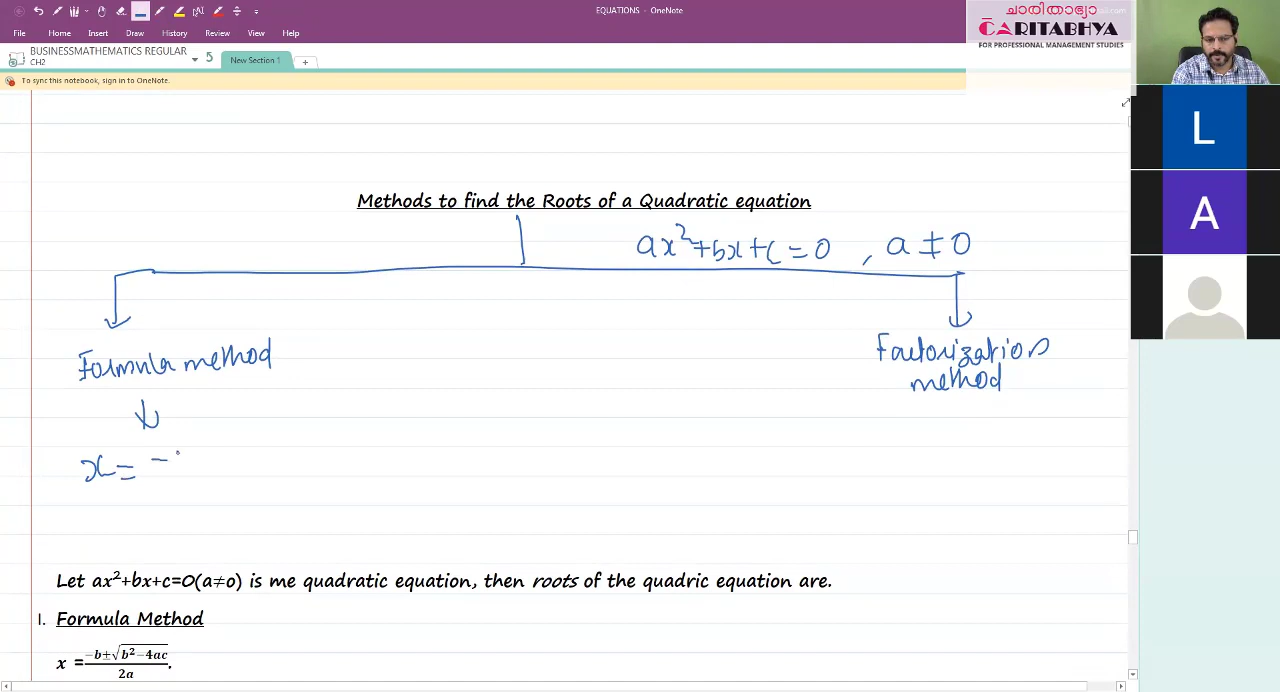 EQUATIONS - OneNote
ചാരിതാഭ്യാ
CARITABHYA
FOR PROFESSIONAL MANAGEMENT STUDIES
File Home Insert Draw History Review View Help
BUSINESSMATHEMATICS REGULAR
CH2
New Section 1
To sync this notebook, sign in to OneNote.
L
A
Methods to find the Roots of a Quadratic equation
ax²+bx+c=0 , a≠0
Formula method
Factorization
method
x= -
Let ax²+bx+c=0(a≠0) is me quadratic equation, then roots of the quadric equation are.
1. Formula Method
x = (-b±√(b²-4ac))/2a.